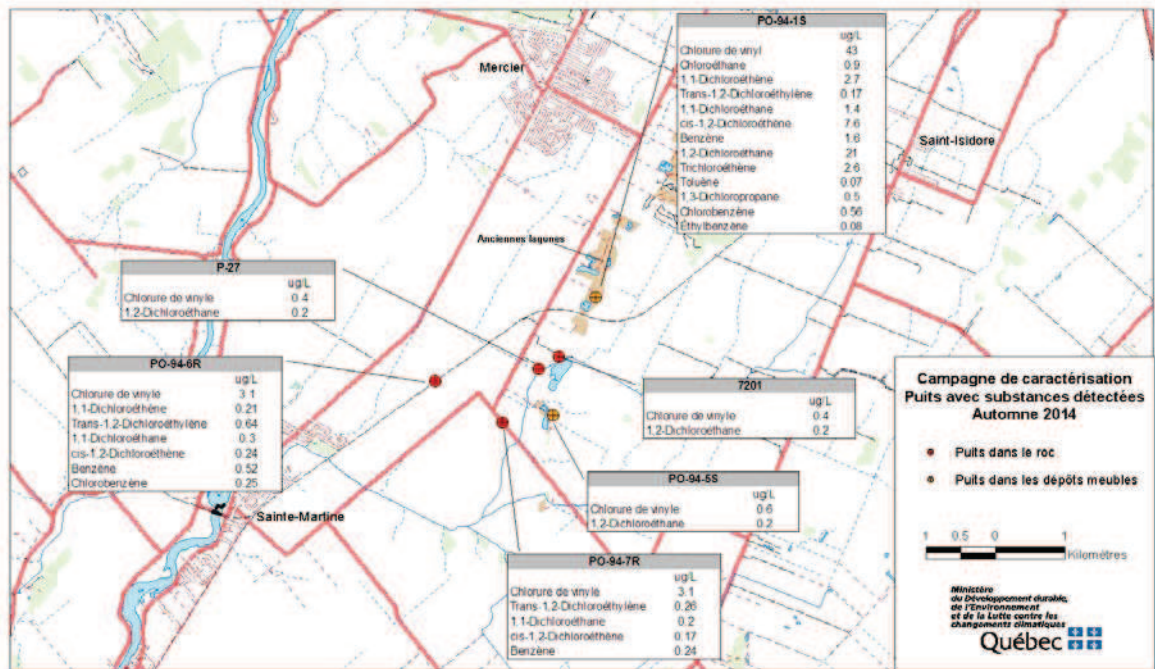 PO-94-1S
ug/L
Chlorure de vinyl 43
Chloroéthane 0.9
1,1-Dichloroéthène 2.7
Trans-1,2-Dichloroéthylène 0.17
1,1-Dichloroéthane 1.4
cis-1,2-Dichloroéthène 7.6
Benzène 1.6
1,2-Dichloroéthane 21
Trichloroéthène 2.6
Toluène 0.07
1,3-Dichloropropane 0.5
Chlorobenzène 0.56
Éthylbenzène 0.08
Mercier
Saint-Isidore
Anciennes lagunes
P-27
ug/L
Chlorure de vinyle 0.4
1,2-Dichloroéthane 0.2
PO-94-6R
ug/L
Chlorure de vinyle 3.1
1,1-Dichloroéthène 0.21
Trans-1,2-Dichloroéthylène 0.64
1,1-Dichloroéthane 0.3
cis-1,2-Dichloroéthène 0.24
Benzène 0.52
Chlorobenzène 0.25
7201
ug/L
Chlorure de vinyle 0.4
1,2-Dichloroéthane 0.2
PO-94-5S
ug/L
Chlorure de vinyle 0.6
1,2-Dichloroéthane 0.2
Sainte-Martine
PO-94-7R
ug/L
Chlorure de vinyle 3.1
Trans-1,2-Dichloroéthylène 0.26
1,1-Dichloroéthane 0.2
cis-1,2-Dichloroéthène 0.17
Benzène 0.24
Campagne de caractérisation
Puits avec substances détectées
Automne 2014
Puits dans le roc
Puits dans les dépôts meubles
1 0.5 0 1
Kilomètres
Ministère
du Développement durable,
de l'Environnement
et de la Lutte contre les
changements climatiques
Québec